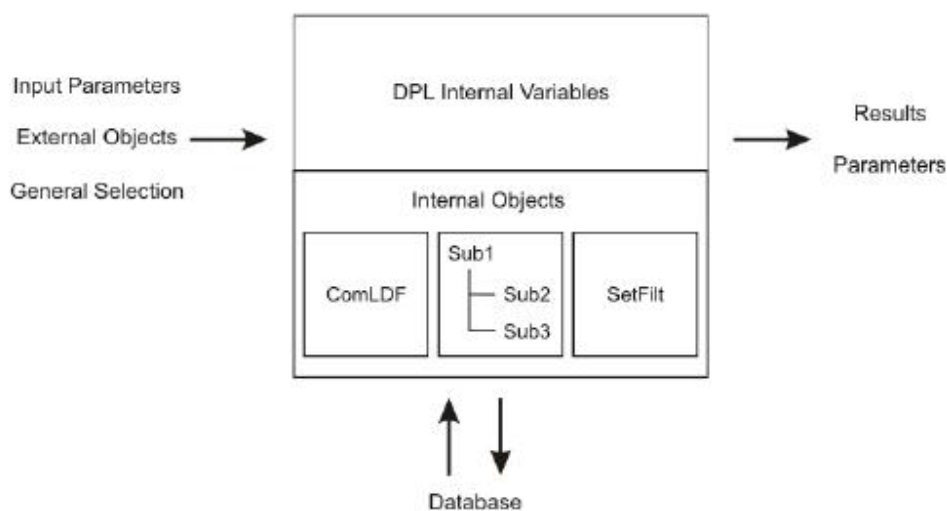 Input Parameters
External Objects
General Selection
DPL Internal Variables
Internal Objects
ComLDF
Sub1
Sub2
Sub3
SetFilt
Results
Parameters
Database